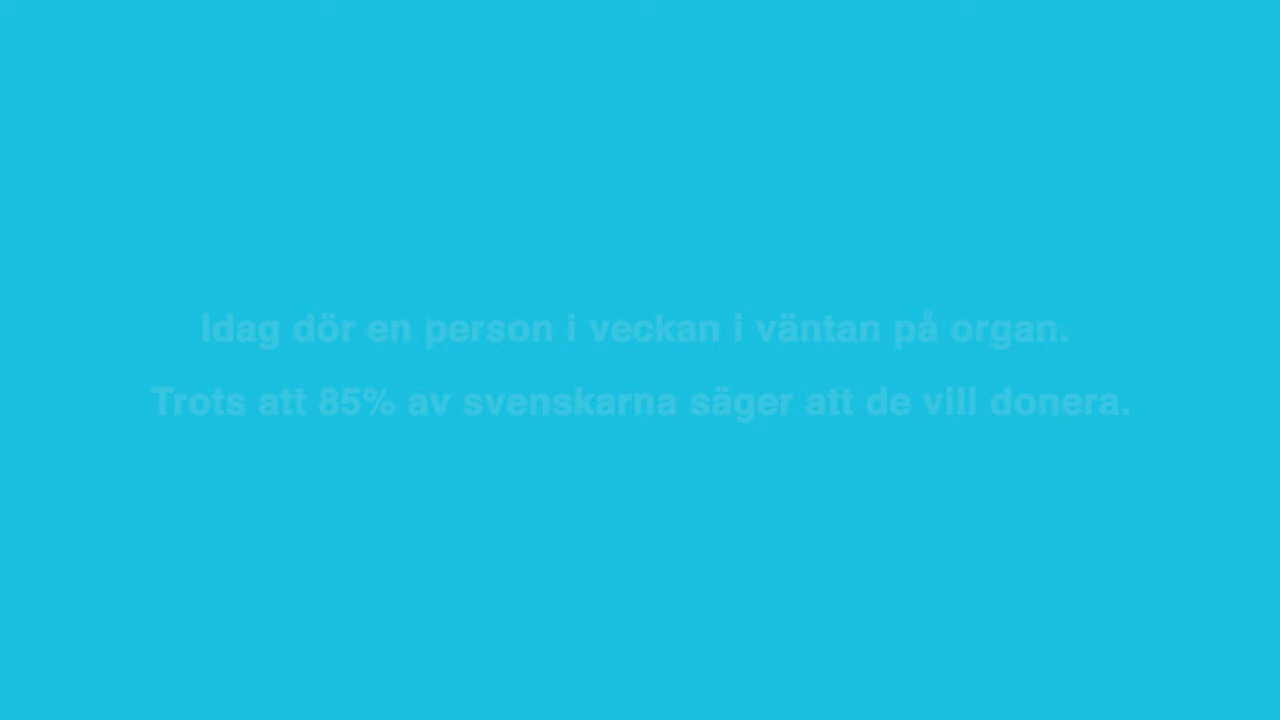 Idag dör en person i veckan i väntan på organ.
Trots att 85% av svenskarna säger att de vill donera.